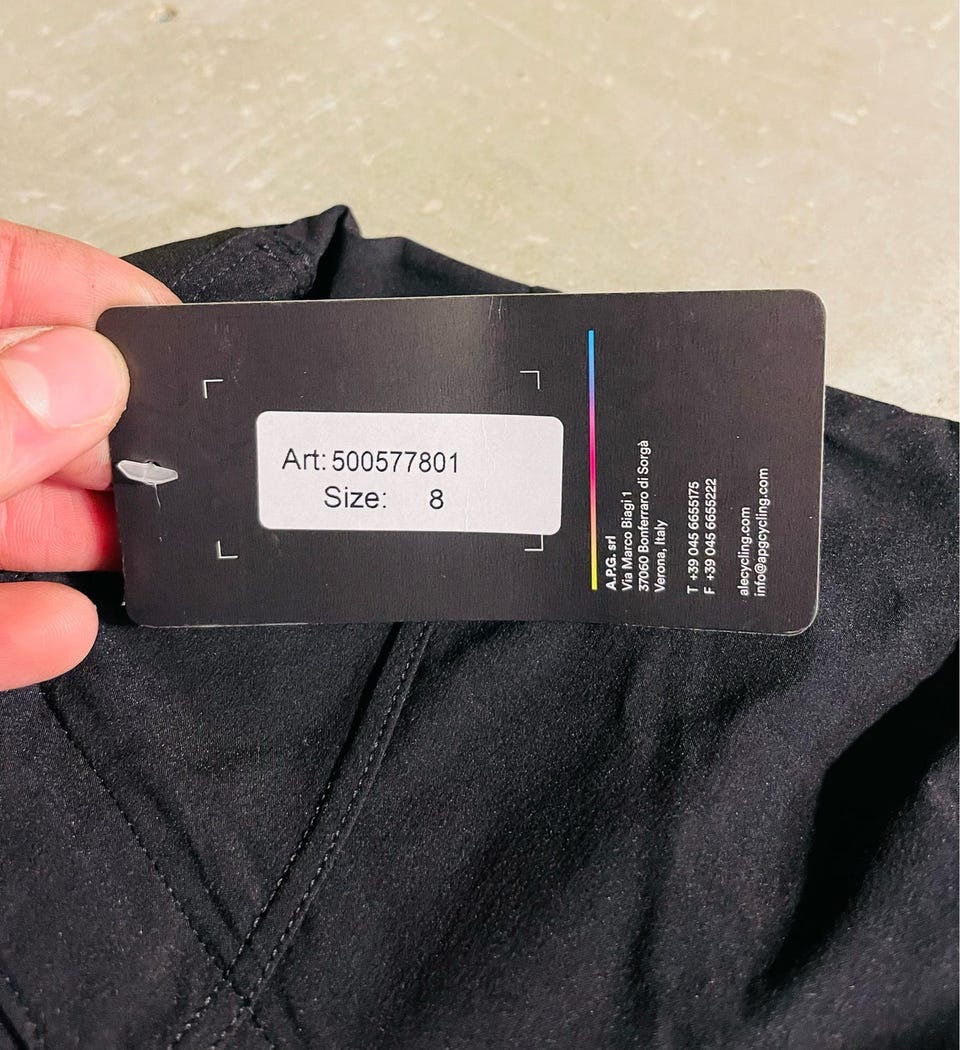 Art: 500577801
Size: 8
A.P.G. srl
Via Marco Biagi 1
37060 Bonferraro di Sorgà
Verona, Italy
T +39 045 6655175
F +39 045 6655222
alecycling.com
info@apgcycling.com